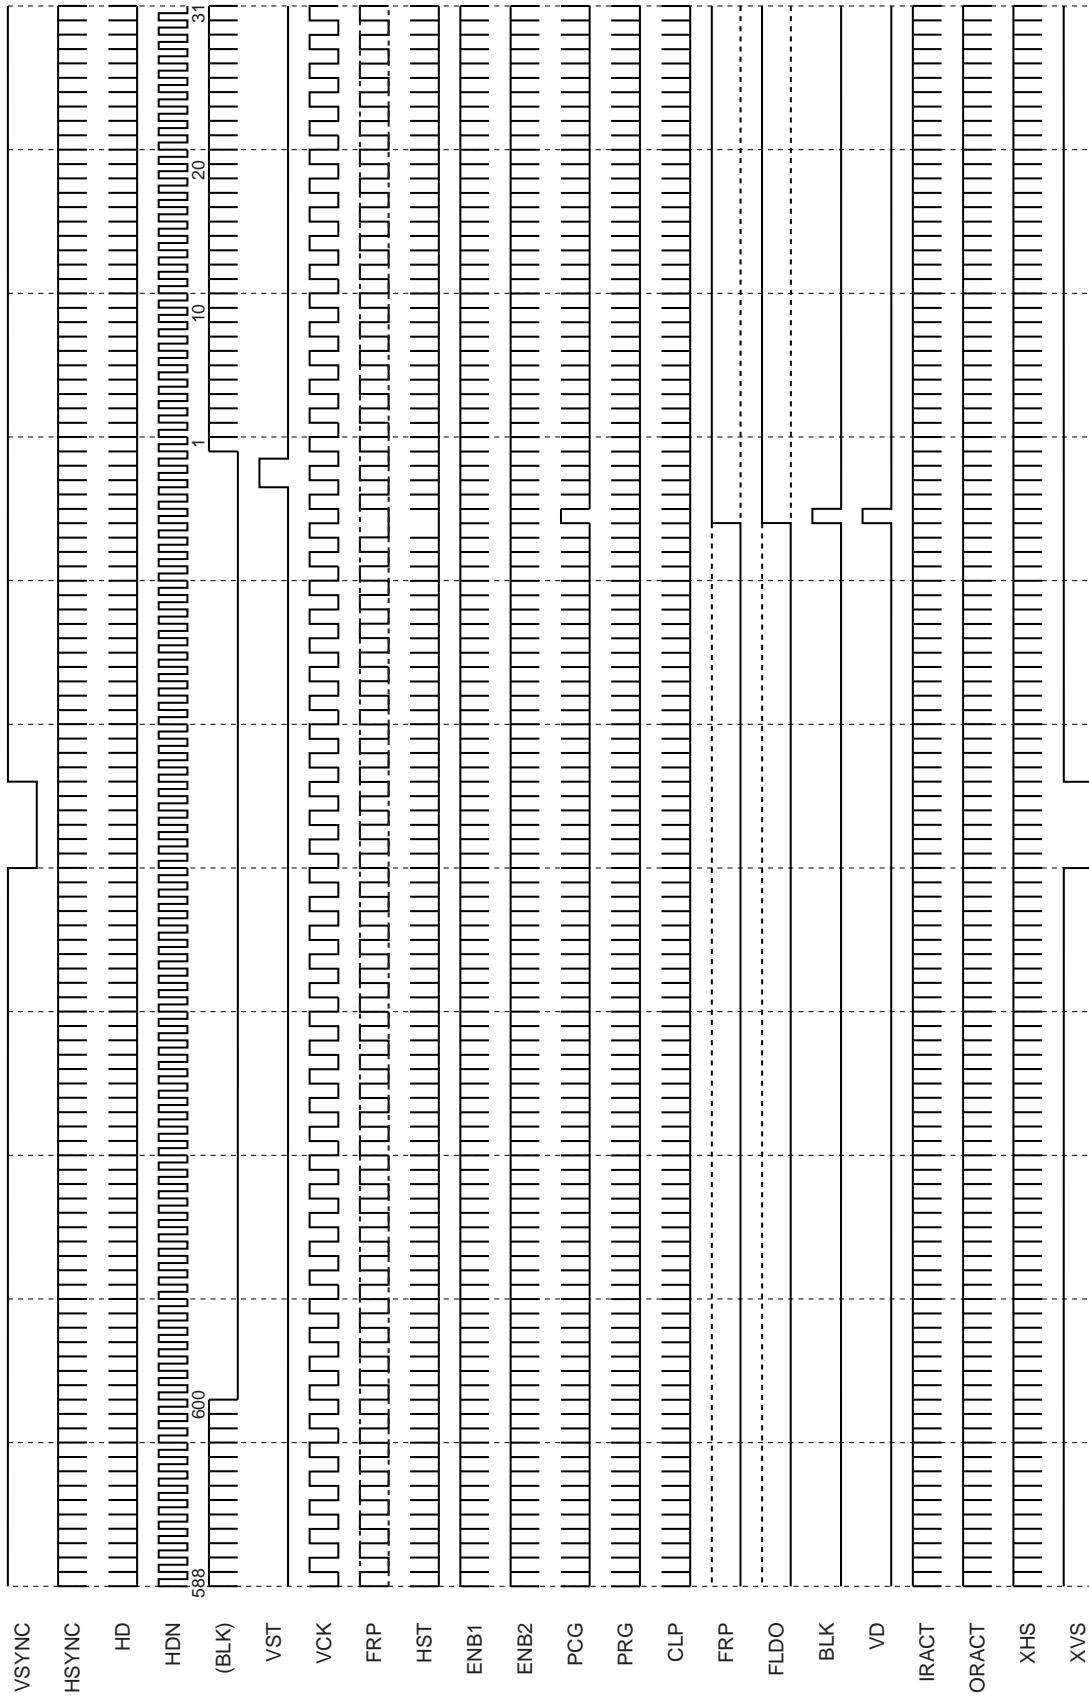 VSYNC
HSYNC
HD
HDN
(BLK)
588
600
1
10
20
31
VST
VCK
FRP
HST
ENB1
ENB2
PCG
PRG
CLP
FRP
FLDO
BLK
VD
IRACT
ORACT
XHS
XVS